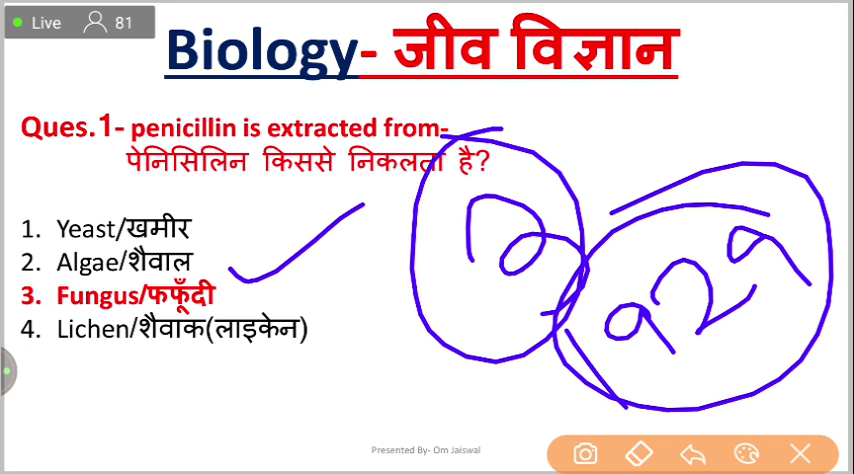 Live 81
Biology- जीव विज्ञान
Ques.1- penicillin is extracted from-
पेनिसिलिन किससे निकलता है?
1. Yeast/खमीर
2. Algae/शैवाल
3. Fungus/फफूँदी
4. Lichen/शैवाक(लाइकेन)
Presented By- Om Jaiswal